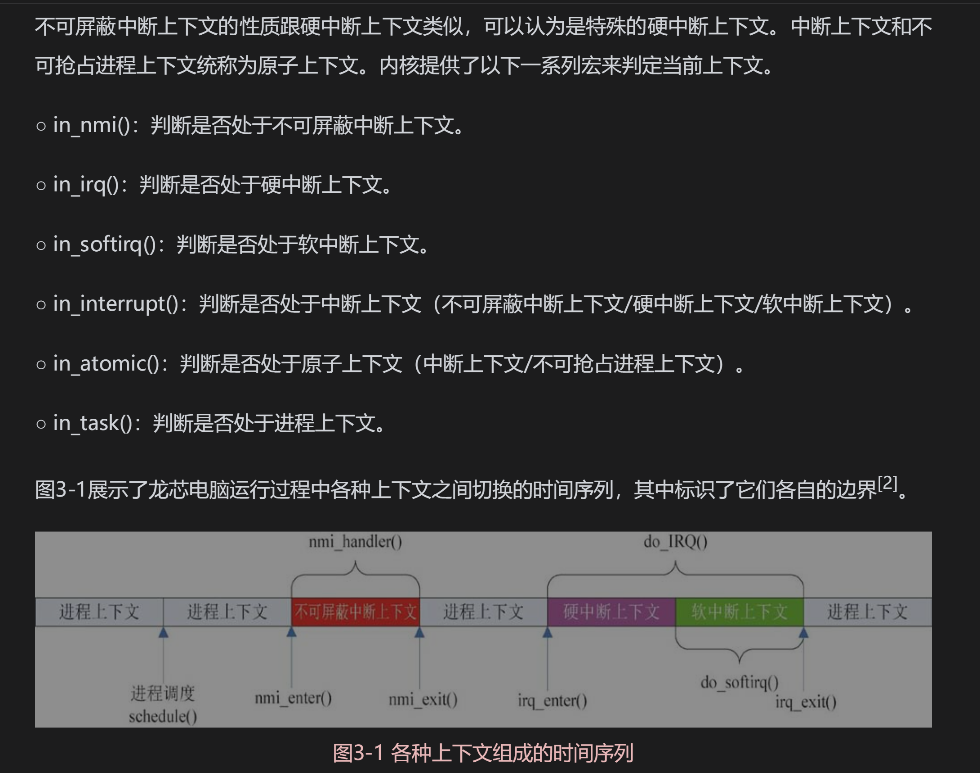 不可屏蔽中断上下文的性质跟硬中断上下文类似，可以认为是特殊的硬中断上下文。中断上下文和不
可抢占进程上下文统称为原子上下文。内核提供了以下一系列宏来判定当前上下文。
○ in_nmi()：判断是否处于不可屏蔽中断上下文。
○ in_irq()：判断是否处于硬中断上下文。
○ in_softirq()：判断是否处于软中断上下文。
○ in_interrupt()：判断是否处于中断上下文（不可屏蔽中断上下文/硬中断上下文/软中断上下文）。
○ in_atomic()：判断是否处于原子上下文（中断上下文/不可抢占进程上下文）。
○ in_task()：判断是否处于进程上下文。
图3-1展示了龙芯电脑运行过程中各种上下文之间切换的时间序列，其中标识了它们各自的边界[2]。
nmi_handler() do_IRQ()
进程上下文 进程上下文 不可屏蔽中断上下文 进程上下文 硬中断上下文 软中断上下文 进程上下文
do_softirq()
进程调度 nmi_enter() nmi_exit() irq_enter() irq_exit()
schedule()
图3-1 各种上下文组成的时间序列